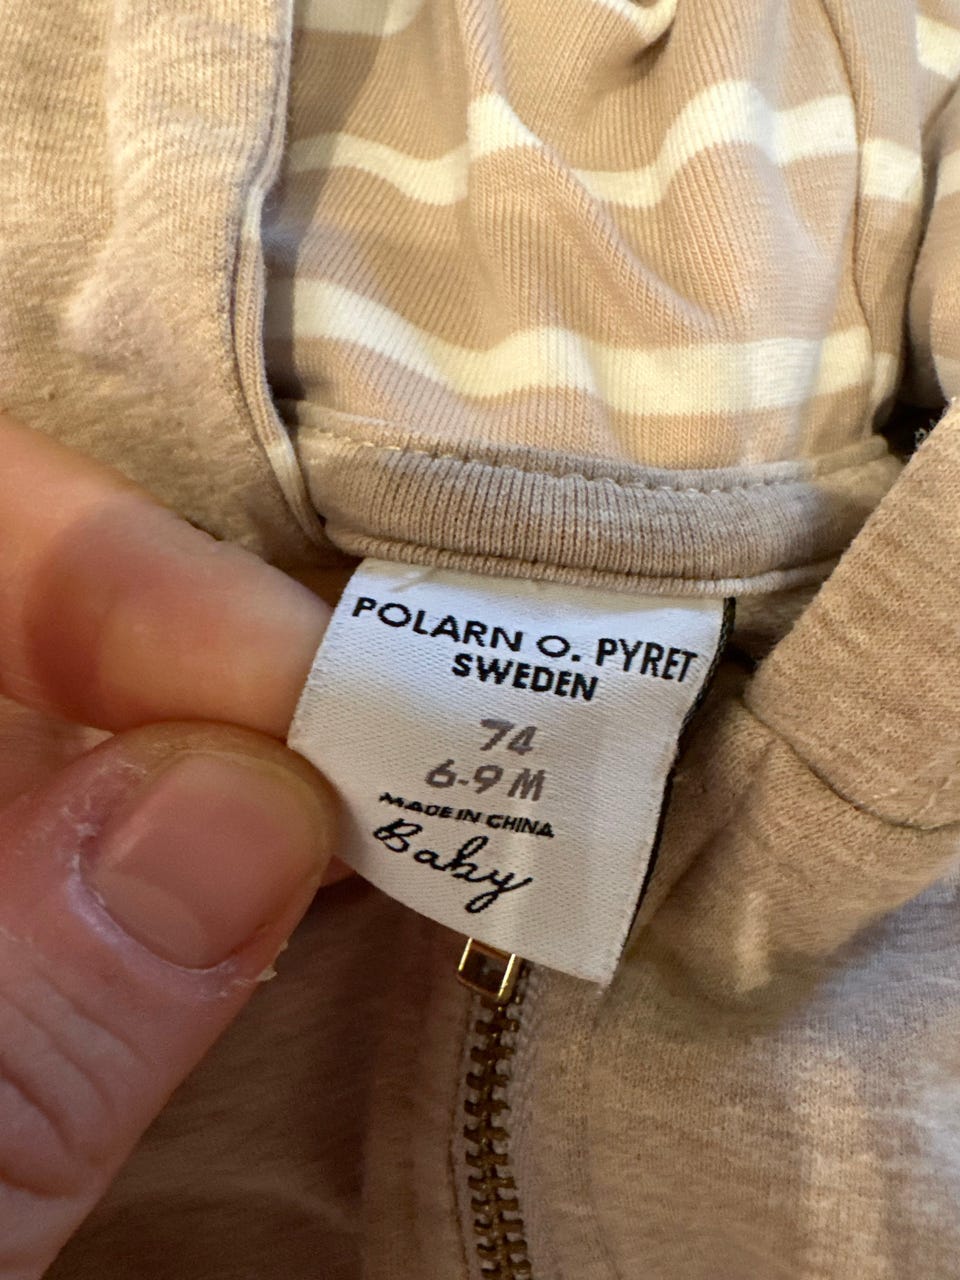 POLARN O. PYRET
SWEDEN
74
6-9 M
MADE IN CHINA
Baby